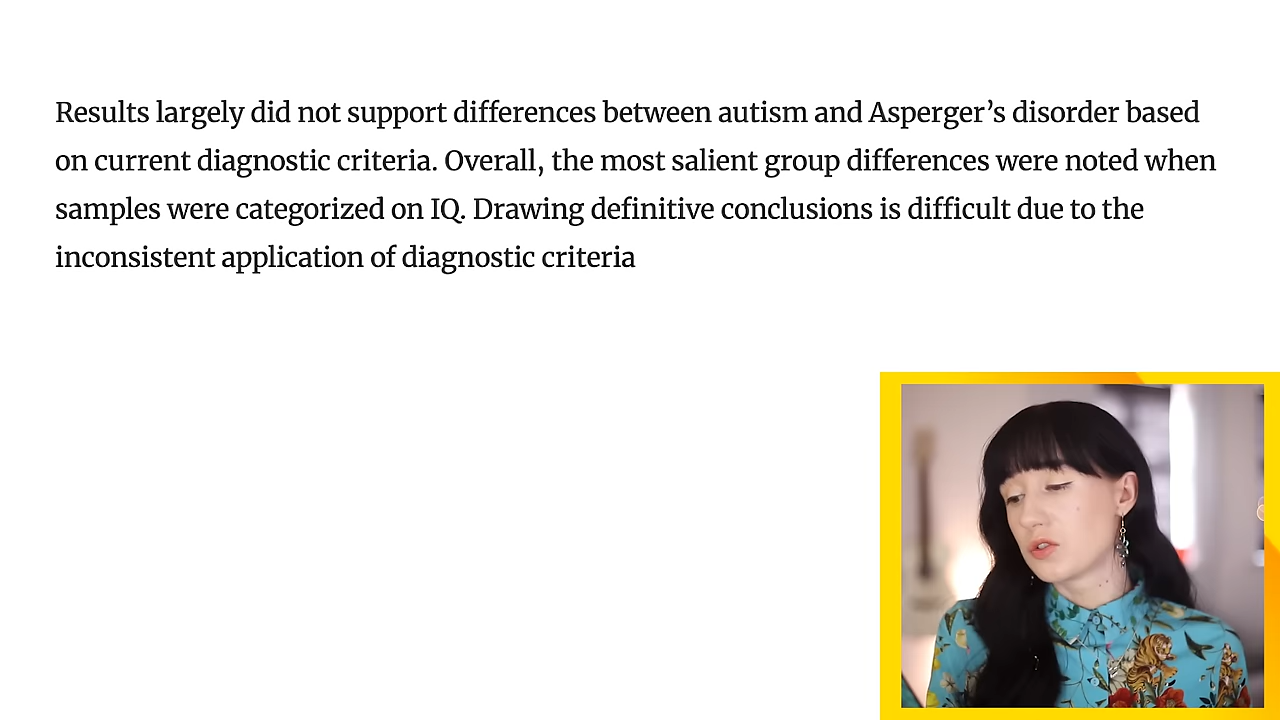 Results largely did not support differences between autism and Asperger’s disorder based
on current diagnostic criteria. Overall, the most salient group differences were noted when
samples were categorized on IQ. Drawing definitive conclusions is difficult due to the
inconsistent application of diagnostic criteria